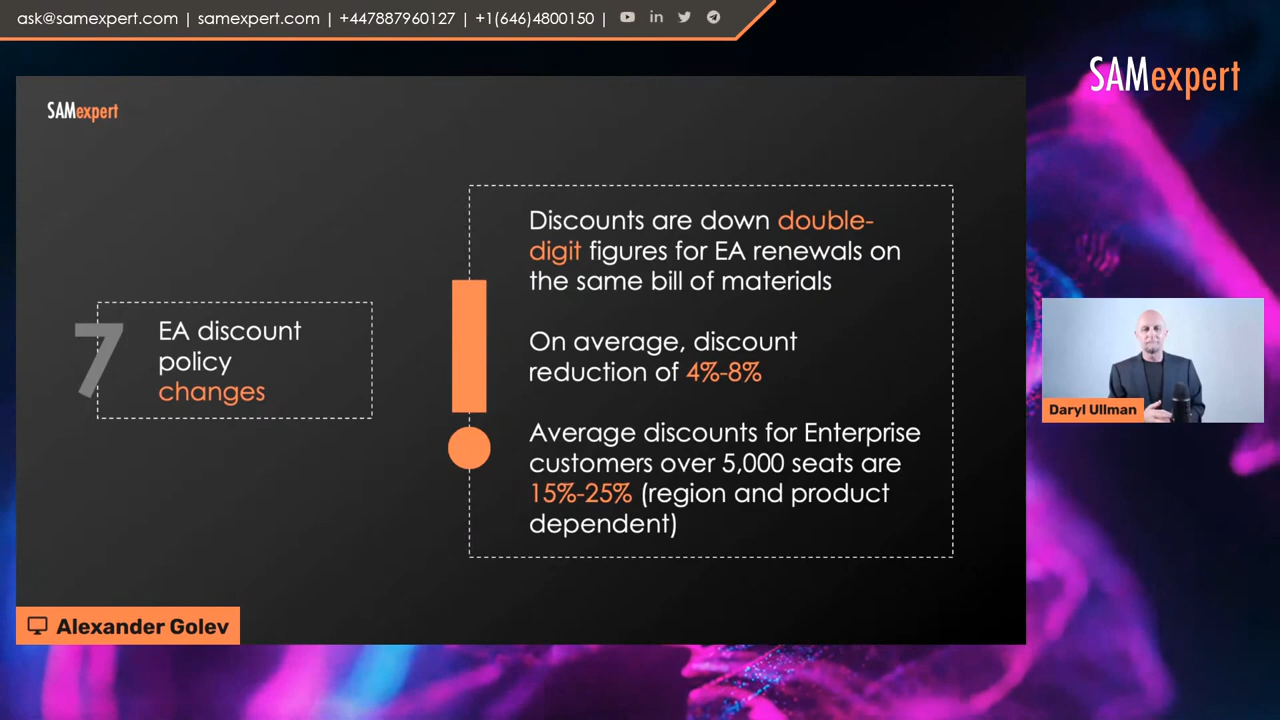 ask@samexpert.com | samexpert.com | +447887960127 | +1(646)4800150 |
SAMexpert
SAMexpert
7
EA discount
policy
changes
Discounts are down double-
digit figures for EA renewals on
the same bill of materials
On average, discount
reduction of 4%-8%
Average discounts for Enterprise
customers over 5,000 seats are
15%-25% (region and product
dependent)
Daryl Ullman
Alexander Golev